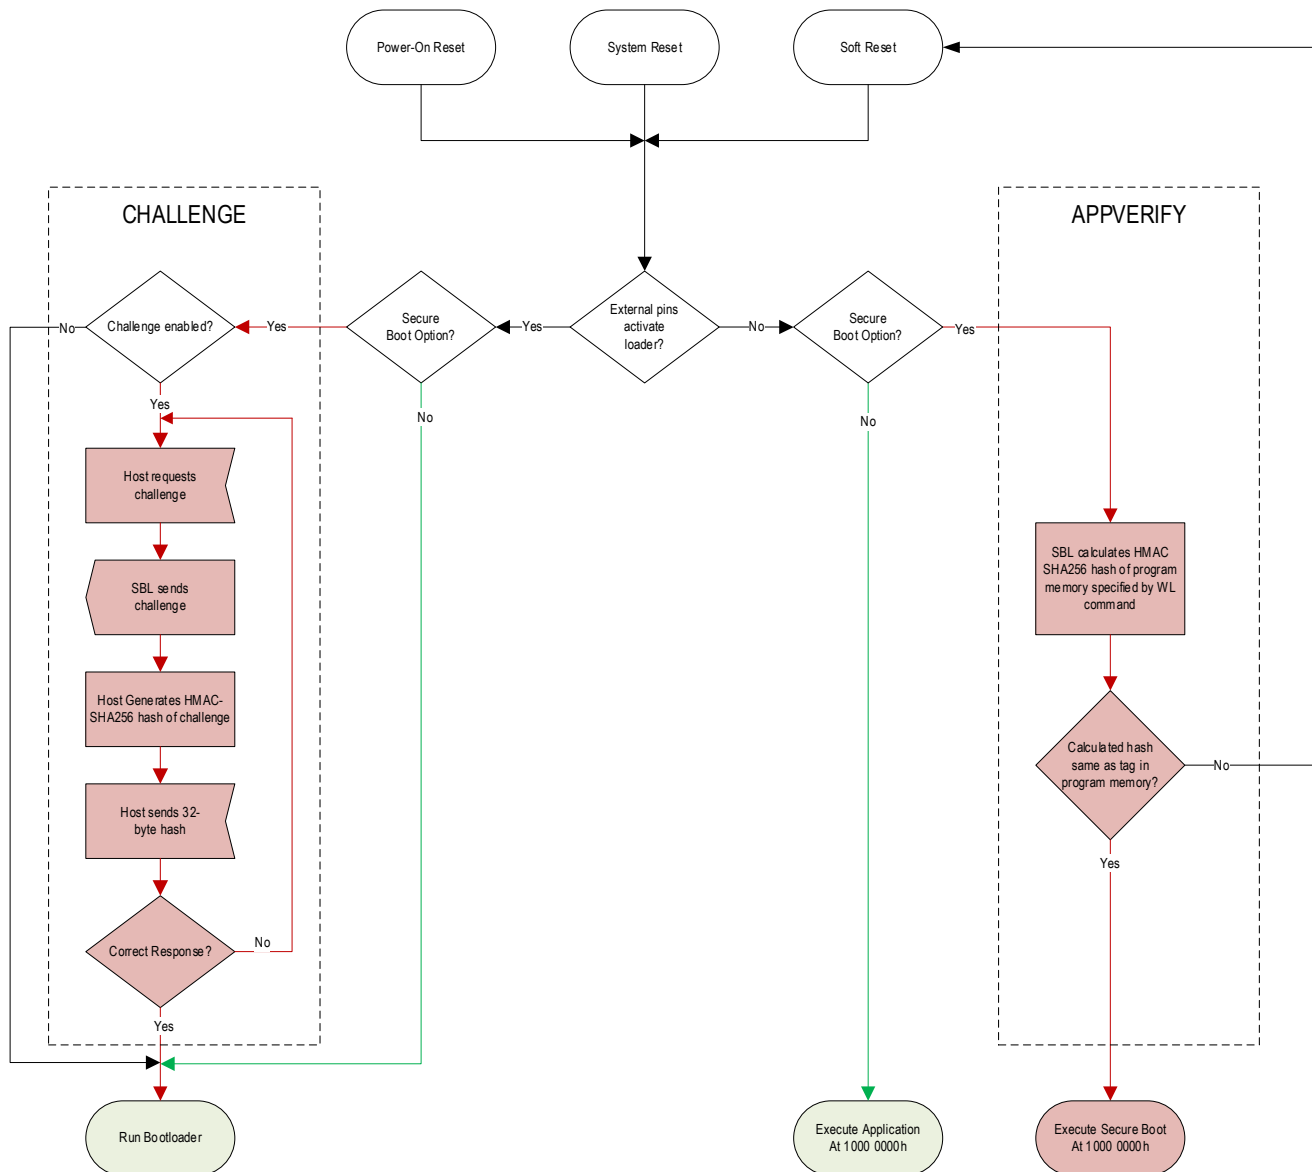 Power-On Reset
System Reset
Soft Reset
CHALLENGE
APPVERIFY
Challenge enabled?
No
Yes
Secure
Boot Option?
Yes
External pins
activate
loader?
No
Secure
Boot Option?
Yes
Yes
No
No
Host requests
challenge
SBL sends
challenge
Host Generates HMAC-
SHA256 hash of challenge
Host sends 32-
byte hash
Correct Response?
No
Yes
SBL calculates HMAC
SHA256 hash of program
memory specified by WL
command
Calculated hash
same as tag in
program memory?
No
Yes
Run Bootloader
Execute Application
At 1000 0000h
Execute Secure Boot
At 1000 0000h